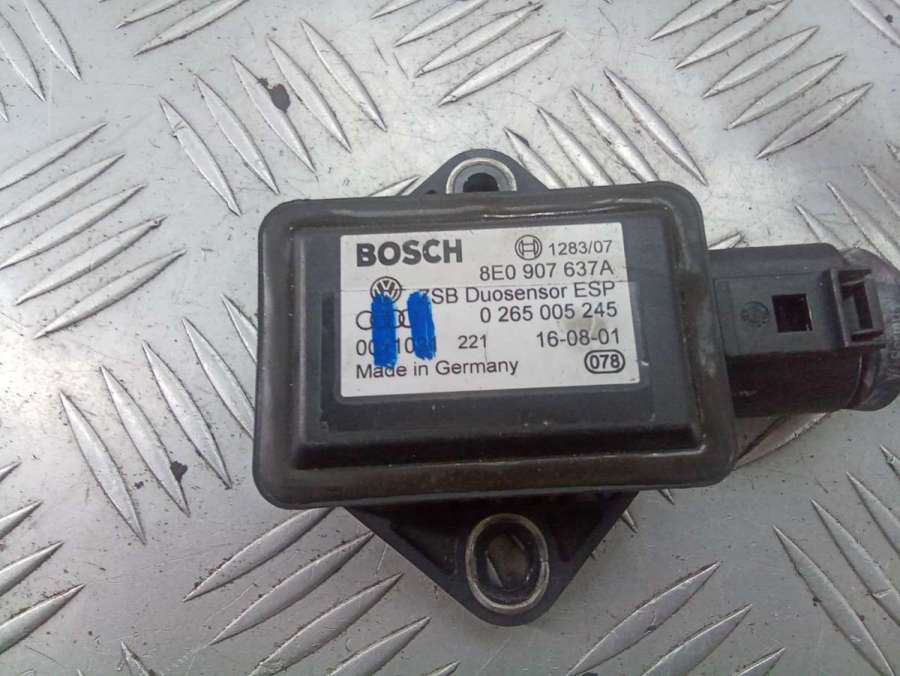 BOSCH 1283/07
8E0 907 637A
ZSB Duosensor ESP
0 265 005 245
221 16-08-01
Made in Germany 078